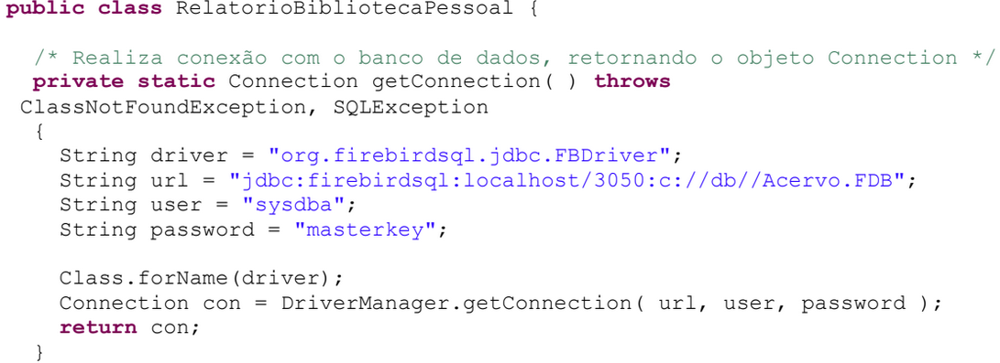 public class RelatorioBibliotecaPessoal {
/* Realiza conexão com o banco de dados, retornando o objeto Connection */
private static Connection getConnection( ) throws
ClassNotFoundException, SQLException
{
String driver = "org.firebirdsql.jdbc.FBDriver";
String url = "jdbc:firebirdsql:localhost/3050:c://db//Acervo.FDB";
String user = "sysdba";
String password = "masterkey";
Class.forName(driver);
Connection con = DriverManager.getConnection( url, user, password );
return con;
}